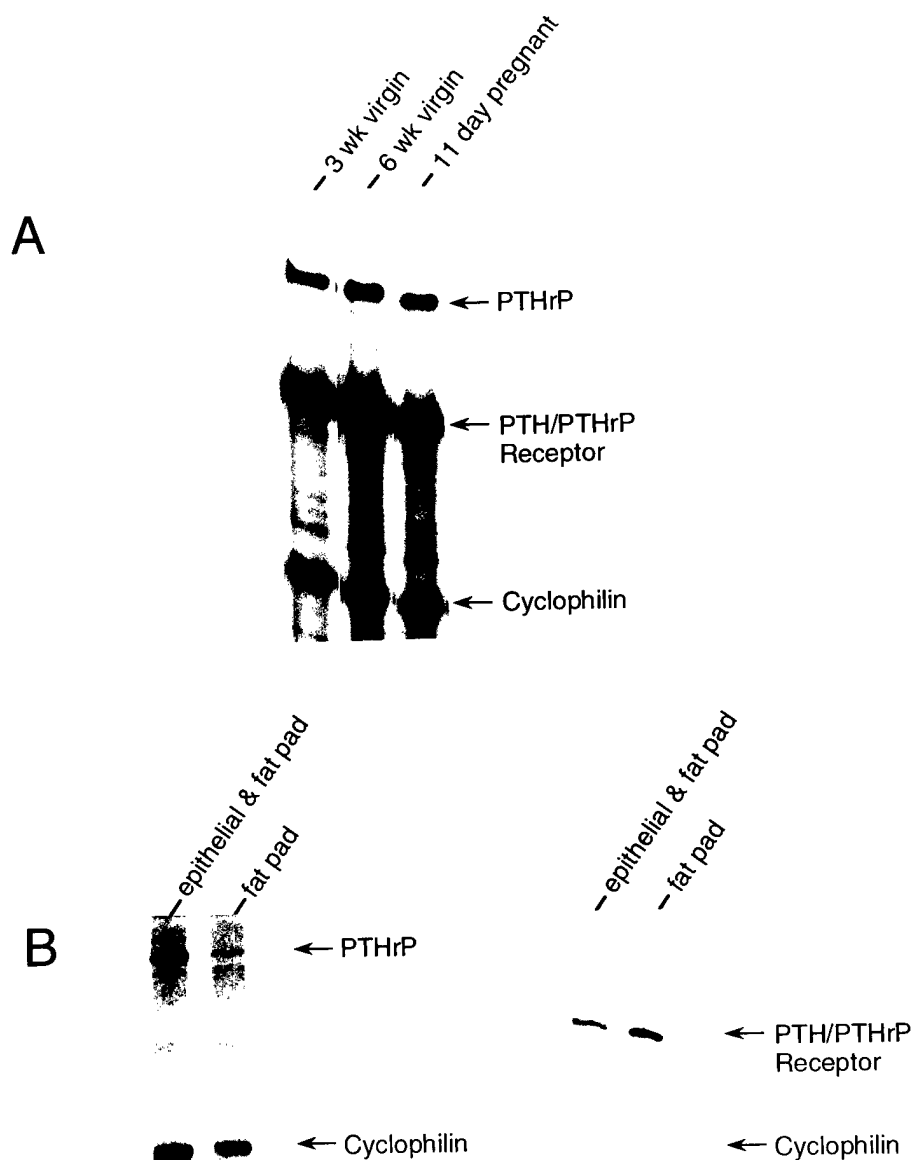 – 3 wk virgin
– 6 wk virgin
– 11 day pregnant
A
← PTHrP
← PTH/PTHrP
Receptor
← Cyclophilin
– epithelial & fat pad
– fat pad
– epithelial & fat pad
– fat pad
B
← PTHrP
← PTH/PTHrP
Receptor
← Cyclophilin
← Cyclophilin